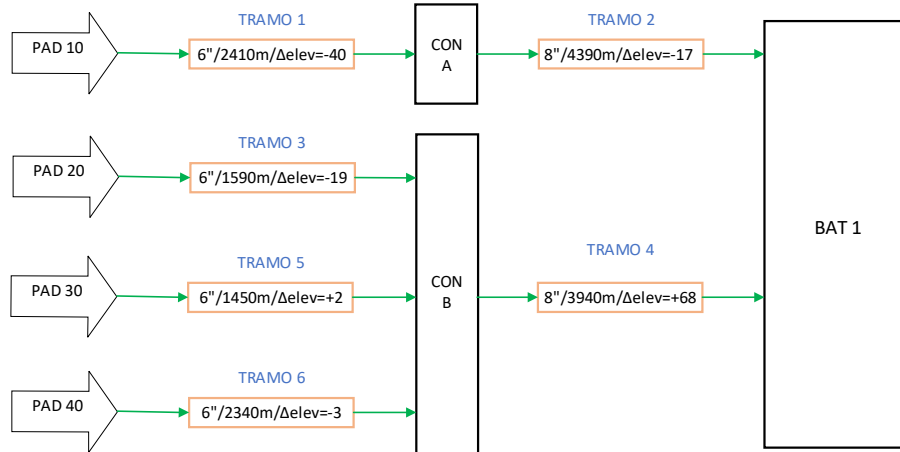 TRAMO 1
TRAMO 2
PAD 10
6"/2410m/Δelev=-40
CON
A
8"/4390m/Δelev=-17
TRAMO 3
PAD 20
6"/1590m/Δelev=-19
BAT 1
TRAMO 5
TRAMO 4
PAD 30
6"/1450m/Δelev=+2
CON
B
8"/3940m/Δelev=+68
TRAMO 6
PAD 40
6"/2340m/Δelev=-3